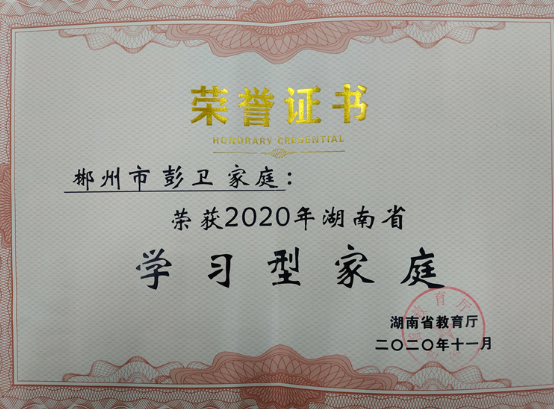 荣誉证书
HONORARY CREDENTIAL
郴州市彭卫家庭：
荣获2020年湖南省
学习型家庭
湖南省教育厅
二〇二〇年十一月